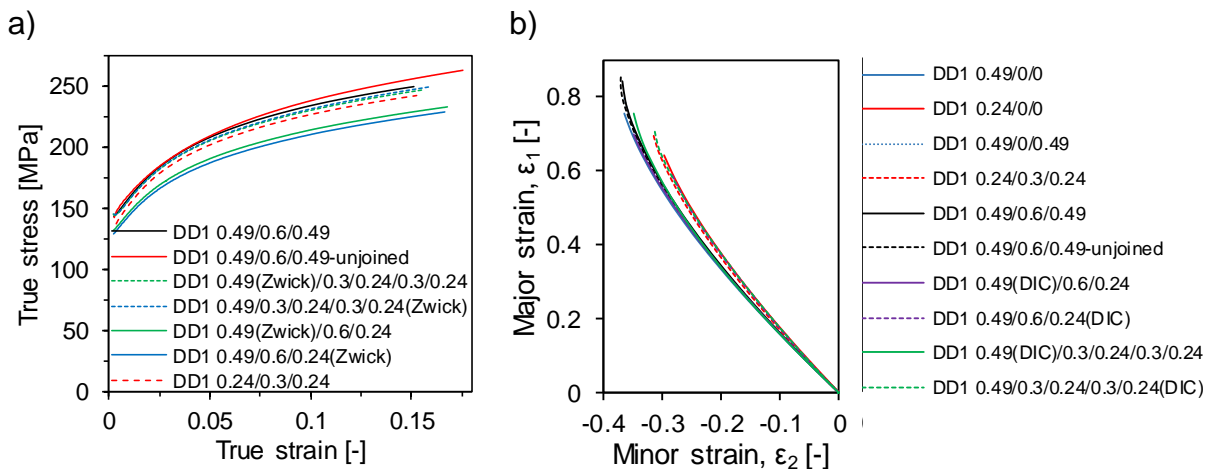 a)
True stress [MPa]
250
200
150
100
50
0
0
0.05
0.1
0.15
True strain [-]
DD1 0.49/0.6/0.49
DD1 0.49/0.6/0.49-unjoined
DD1 0.49(Zwick)/0.3/0.24/0.3/0.24
DD1 0.49/0.3/0.24/0.3/0.24(Zwick)
DD1 0.49(Zwick)/0.6/0.24
DD1 0.49/0.6/0.24(Zwick)
DD1 0.24/0.3/0.24
b)
Major strain, ε1 [-]
0.8
0.6
0.4
0.2
0
-0.4
-0.3
-0.2
-0.1
0
Minor strain, ε2 [-]
DD1 0.49/0/0
DD1 0.24/0/0
DD1 0.49/0/0.49
DD1 0.24/0.3/0.24
DD1 0.49/0.6/0.49
DD1 0.49/0.6/0.49-unjoined
DD1 0.49(DIC)/0.6/0.24
DD1 0.49/0.6/0.24(DIC)
DD1 0.49(DIC)/0.3/0.24/0.3/0.24
DD1 0.49/0.3/0.24/0.3/0.24(DIC)